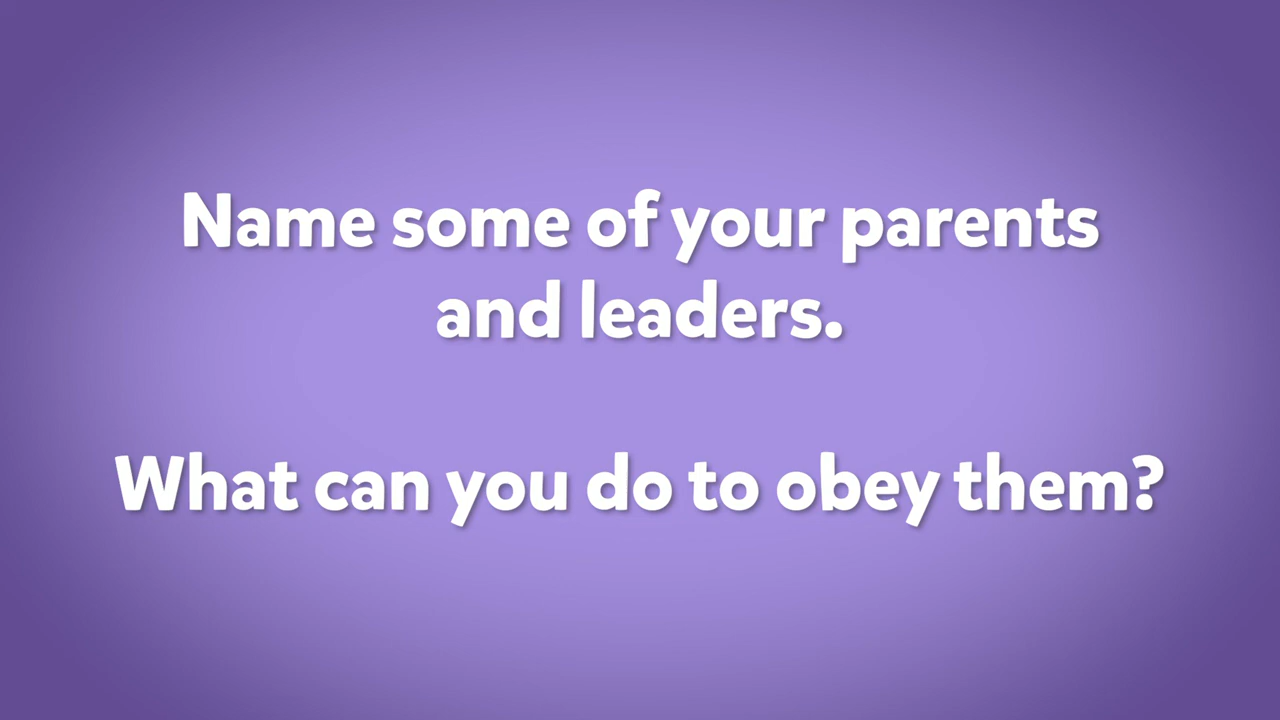 Name some of your parents
and leaders.
What can you do to obey them?